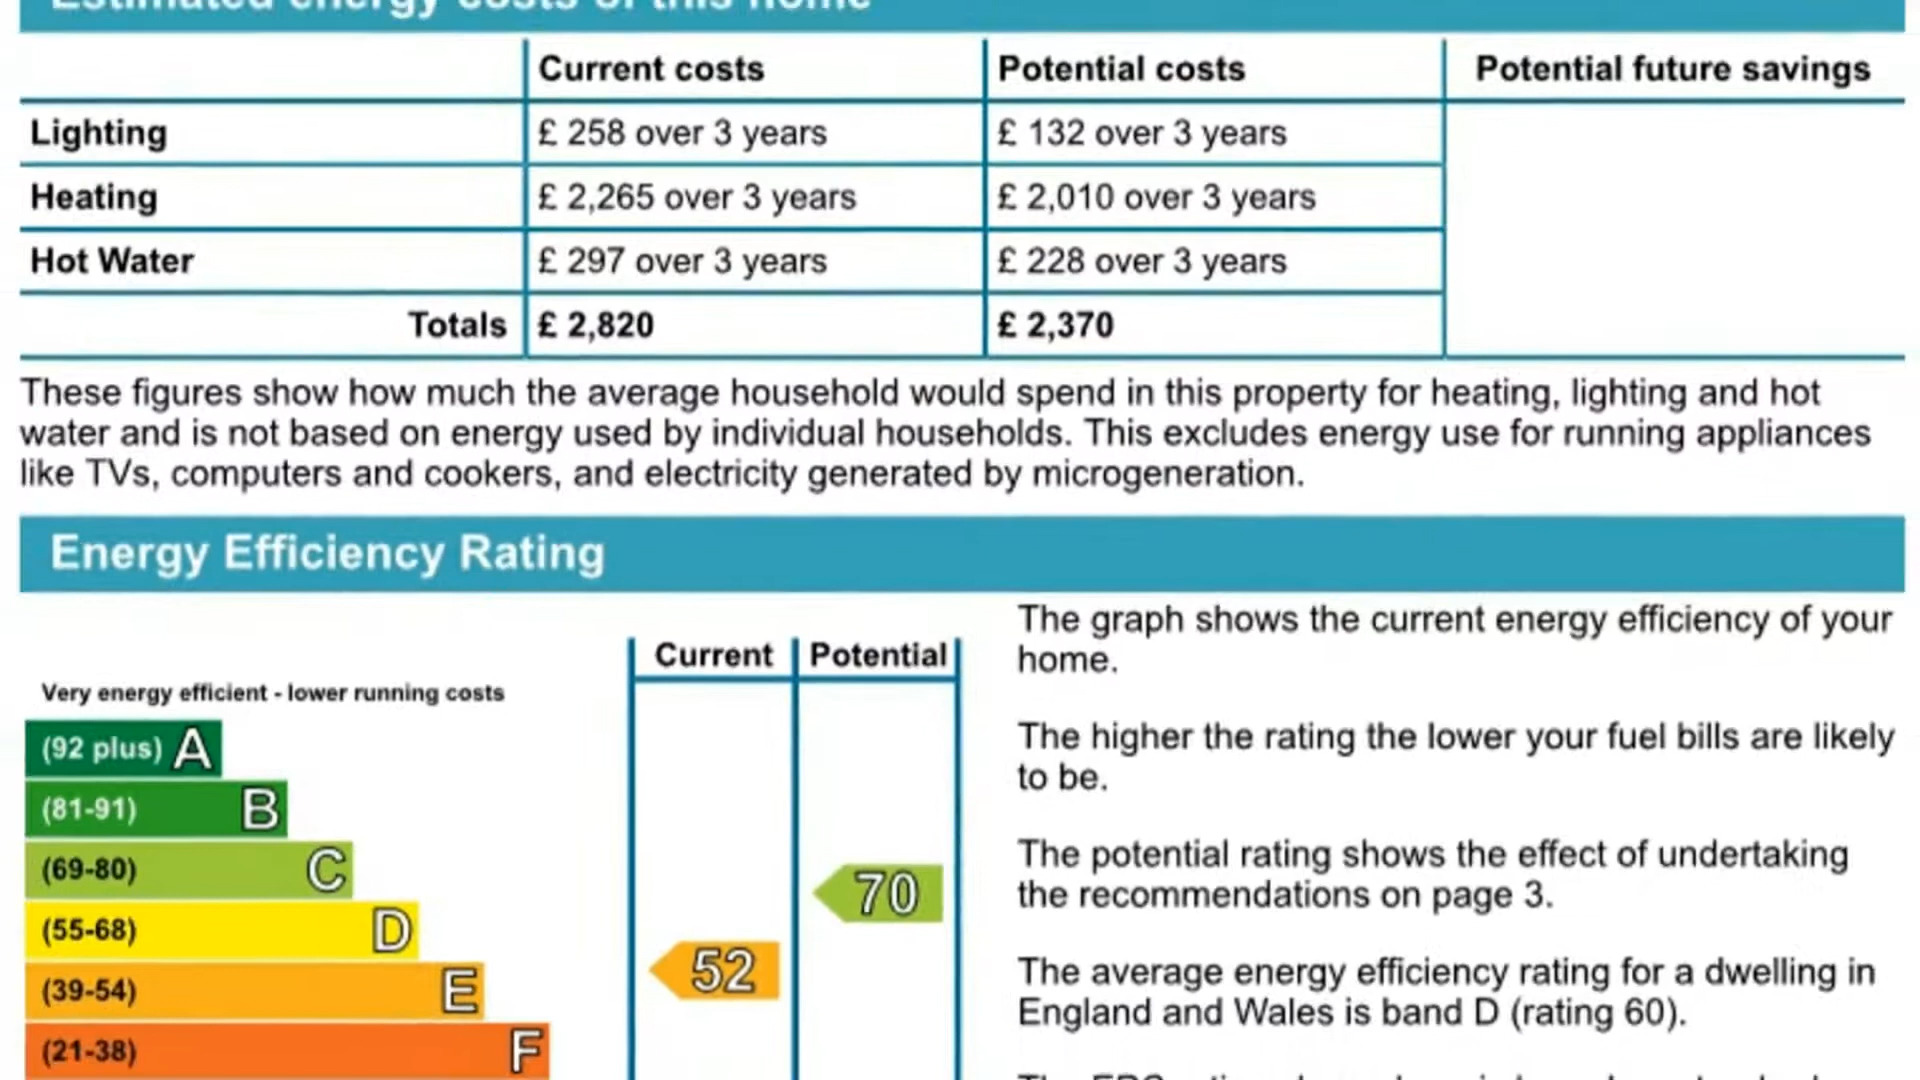 Estimated energy costs of this home
Current costs Potential costs Potential future savings
Lighting £ 258 over 3 years £ 132 over 3 years
Heating £ 2,265 over 3 years £ 2,010 over 3 years
Hot Water £ 297 over 3 years £ 228 over 3 years
Totals £ 2,820 £ 2,370
These figures show how much the average household would spend in this property for heating, lighting and hot
water and is not based on energy used by individual households. This excludes energy use for running appliances
like TVs, computers and cookers, and electricity generated by microgeneration.
Energy Efficiency Rating
Current Potential
Very energy efficient - lower running costs
(92 plus) A
(81-91) B
(69-80) C
(55-68) D
(39-54) E
(21-38) F
70
52
The graph shows the current energy efficiency of your
home.
The higher the rating the lower your fuel bills are likely
to be.
The potential rating shows the effect of undertaking
the recommendations on page 3.
The average energy efficiency rating for a dwelling in
England and Wales is band D (rating 60).